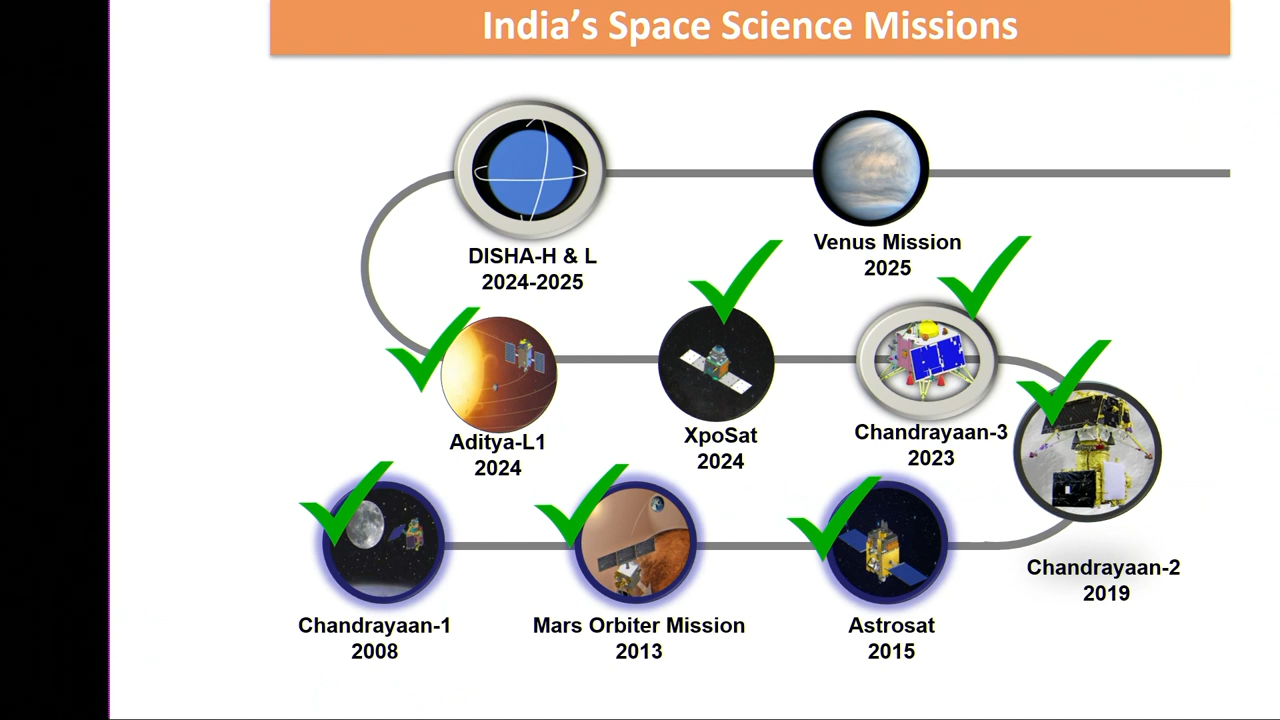 India's Space Science Missions
DISHA-H & L
2024-2025
Venus Mission
2025
Aditya-L1
2024
XpoSat
2024
Chandrayaan-3
2023
Chandrayaan-1
2008
Mars Orbiter Mission
2013
Astrosat
2015
Chandrayaan-2
2019